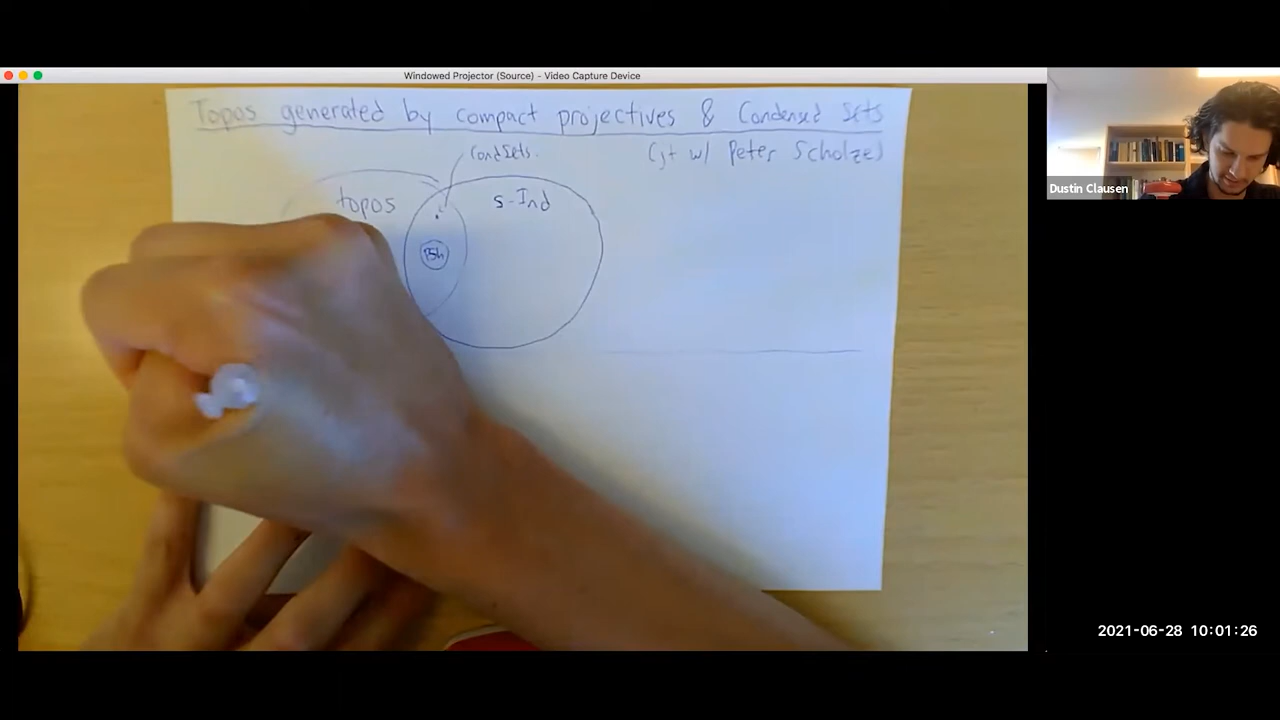 Windowed Projector (Source) - Video Capture Device
Topos generated by compact projectives & Condensed Sets
(jt w/ Peter Scholze)
CondSets.
topos
s-Ind
PSh
Dustin Clausen
2021-06-28 10:01:26